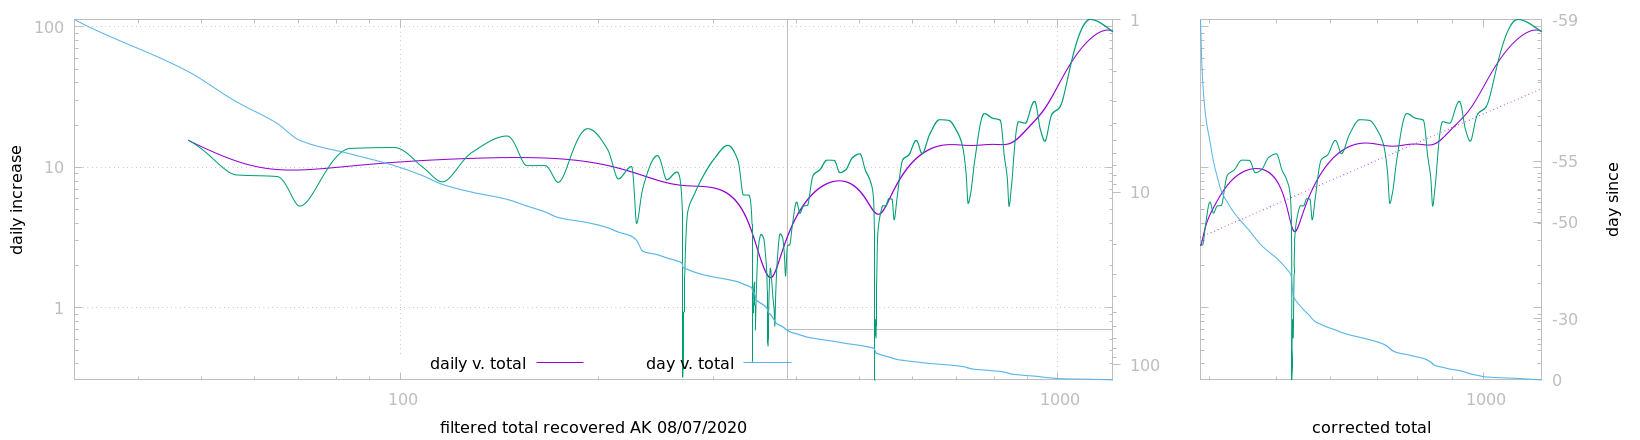 100
10
1
daily increase
100
1000
filtered total recovered AK 08/07/2020
daily v. total
day v. total
1
10
100
1000
corrected total
-59
-55
-50
-30
0
day since